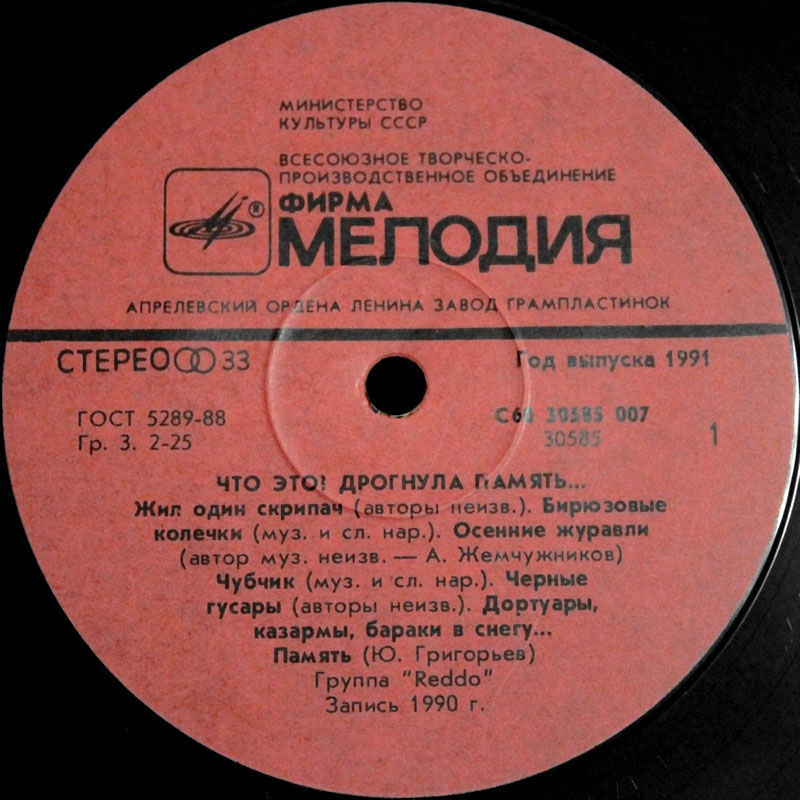 МИНИСТЕРСТВО
КУЛЬТУРЫ СССР
ВСЕСОЮЗНОЕ ТВОРЧЕСКО-
ПРОИЗВОДСТВЕННОЕ ОБЪЕДИНЕНИЕ
ФИРМА
® МЕЛОДИЯ
АПРЕЛЕВСКИЙ ОРДЕНА ЛЕНИНА ЗАВОД ГРАМПЛАСТИНОК
СТЕРЕО 33 Год выпуска 1991
ГОСТ 5289-88 С60 30585 007
Гр. 3. 2-25 30585 1
ЧТО ЭТО? ДРОГНУЛА ПАМЯТЬ...
Жил один скрипач (авторы неизв.). Бирюзовые
колечки (муз. и сл. нар.). Осенние журавли
(автор муз. неизв. — А. Жемчужников)
Чубчик (муз. и сл. нар.). Черные
гусары (авторы неизв.). Дортуары,
казармы, бараки в снегу...
Память (Ю. Григорьев)
Группа "Reddo"
Запись 1990 г.